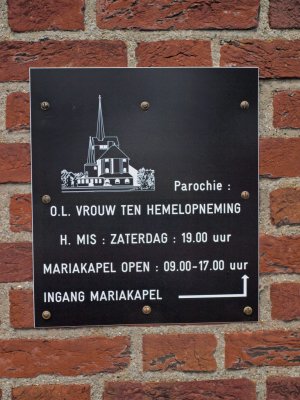 Parochie :
O.L. VROUW TEN HEMELOPNEMING
H. MIS : ZATERDAG : 19.00 uur
MARIAKAPEL OPEN : 09.00-17.00 uur
INGANG MARIAKAPEL